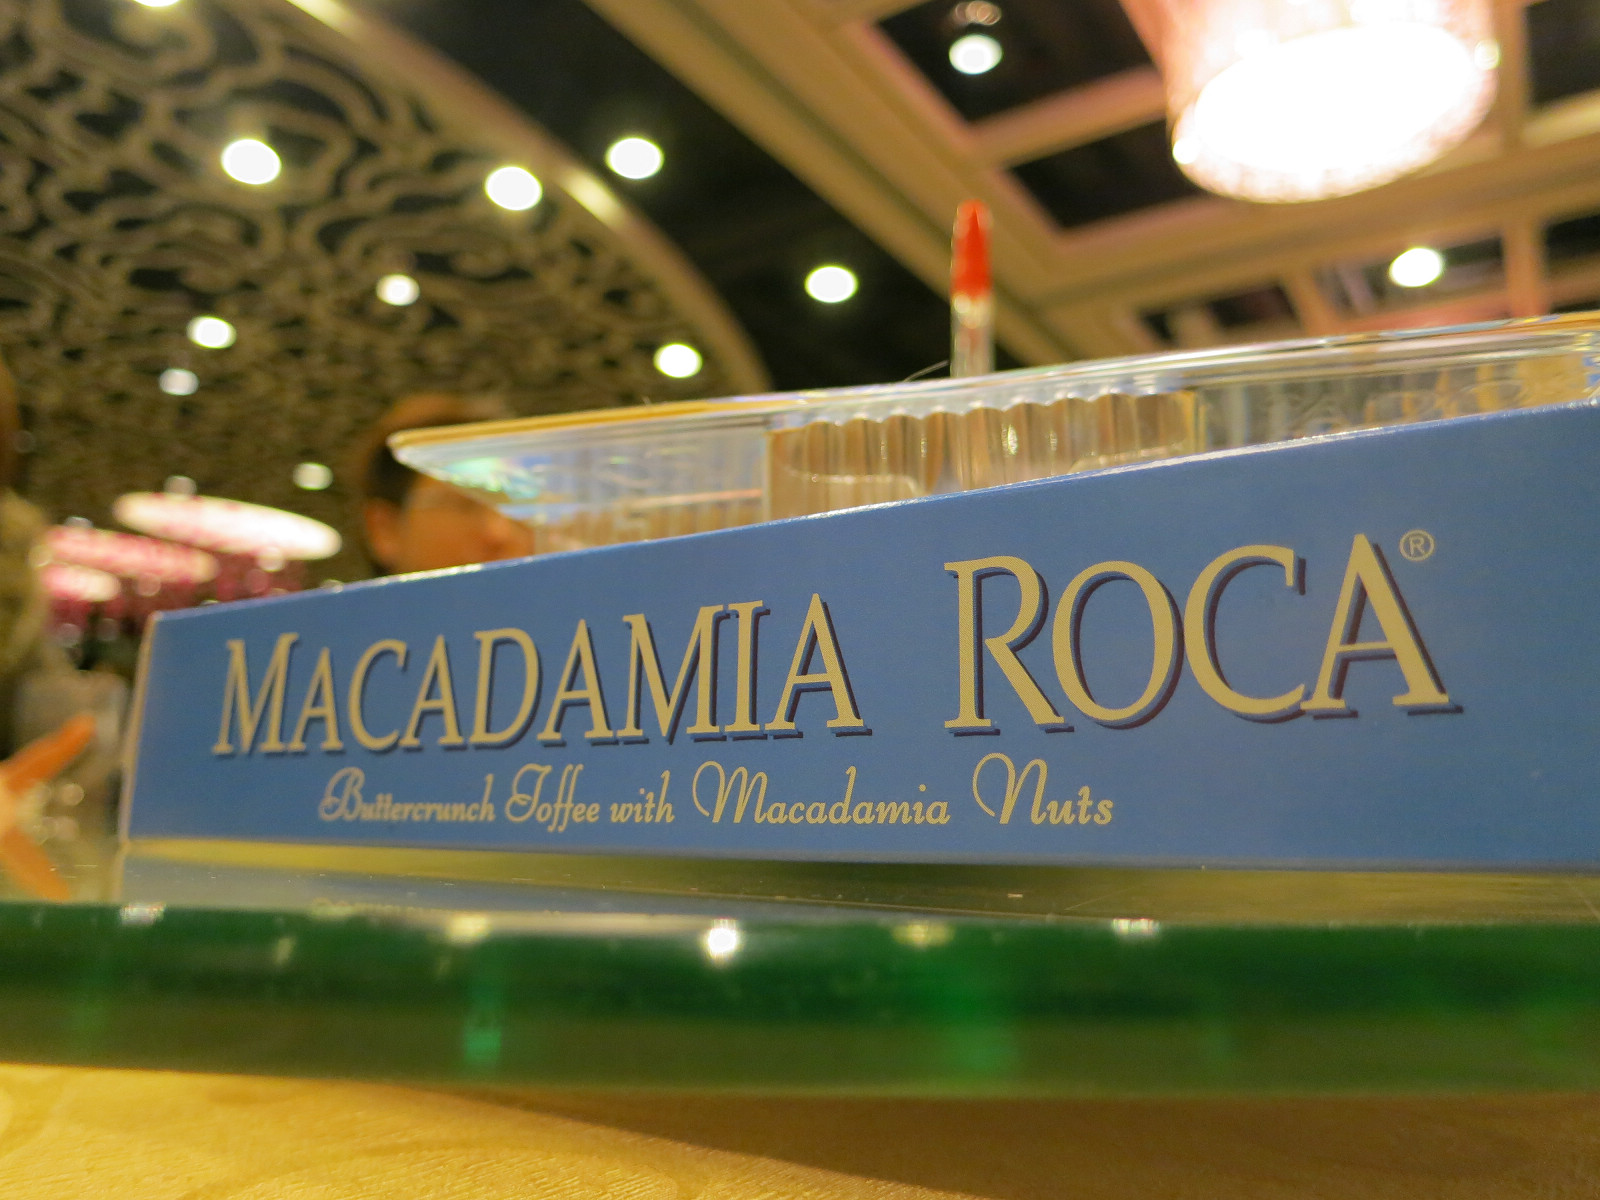 MACADAMIA ROCA®
Buttercrunch Toffee with Macadamia Nuts